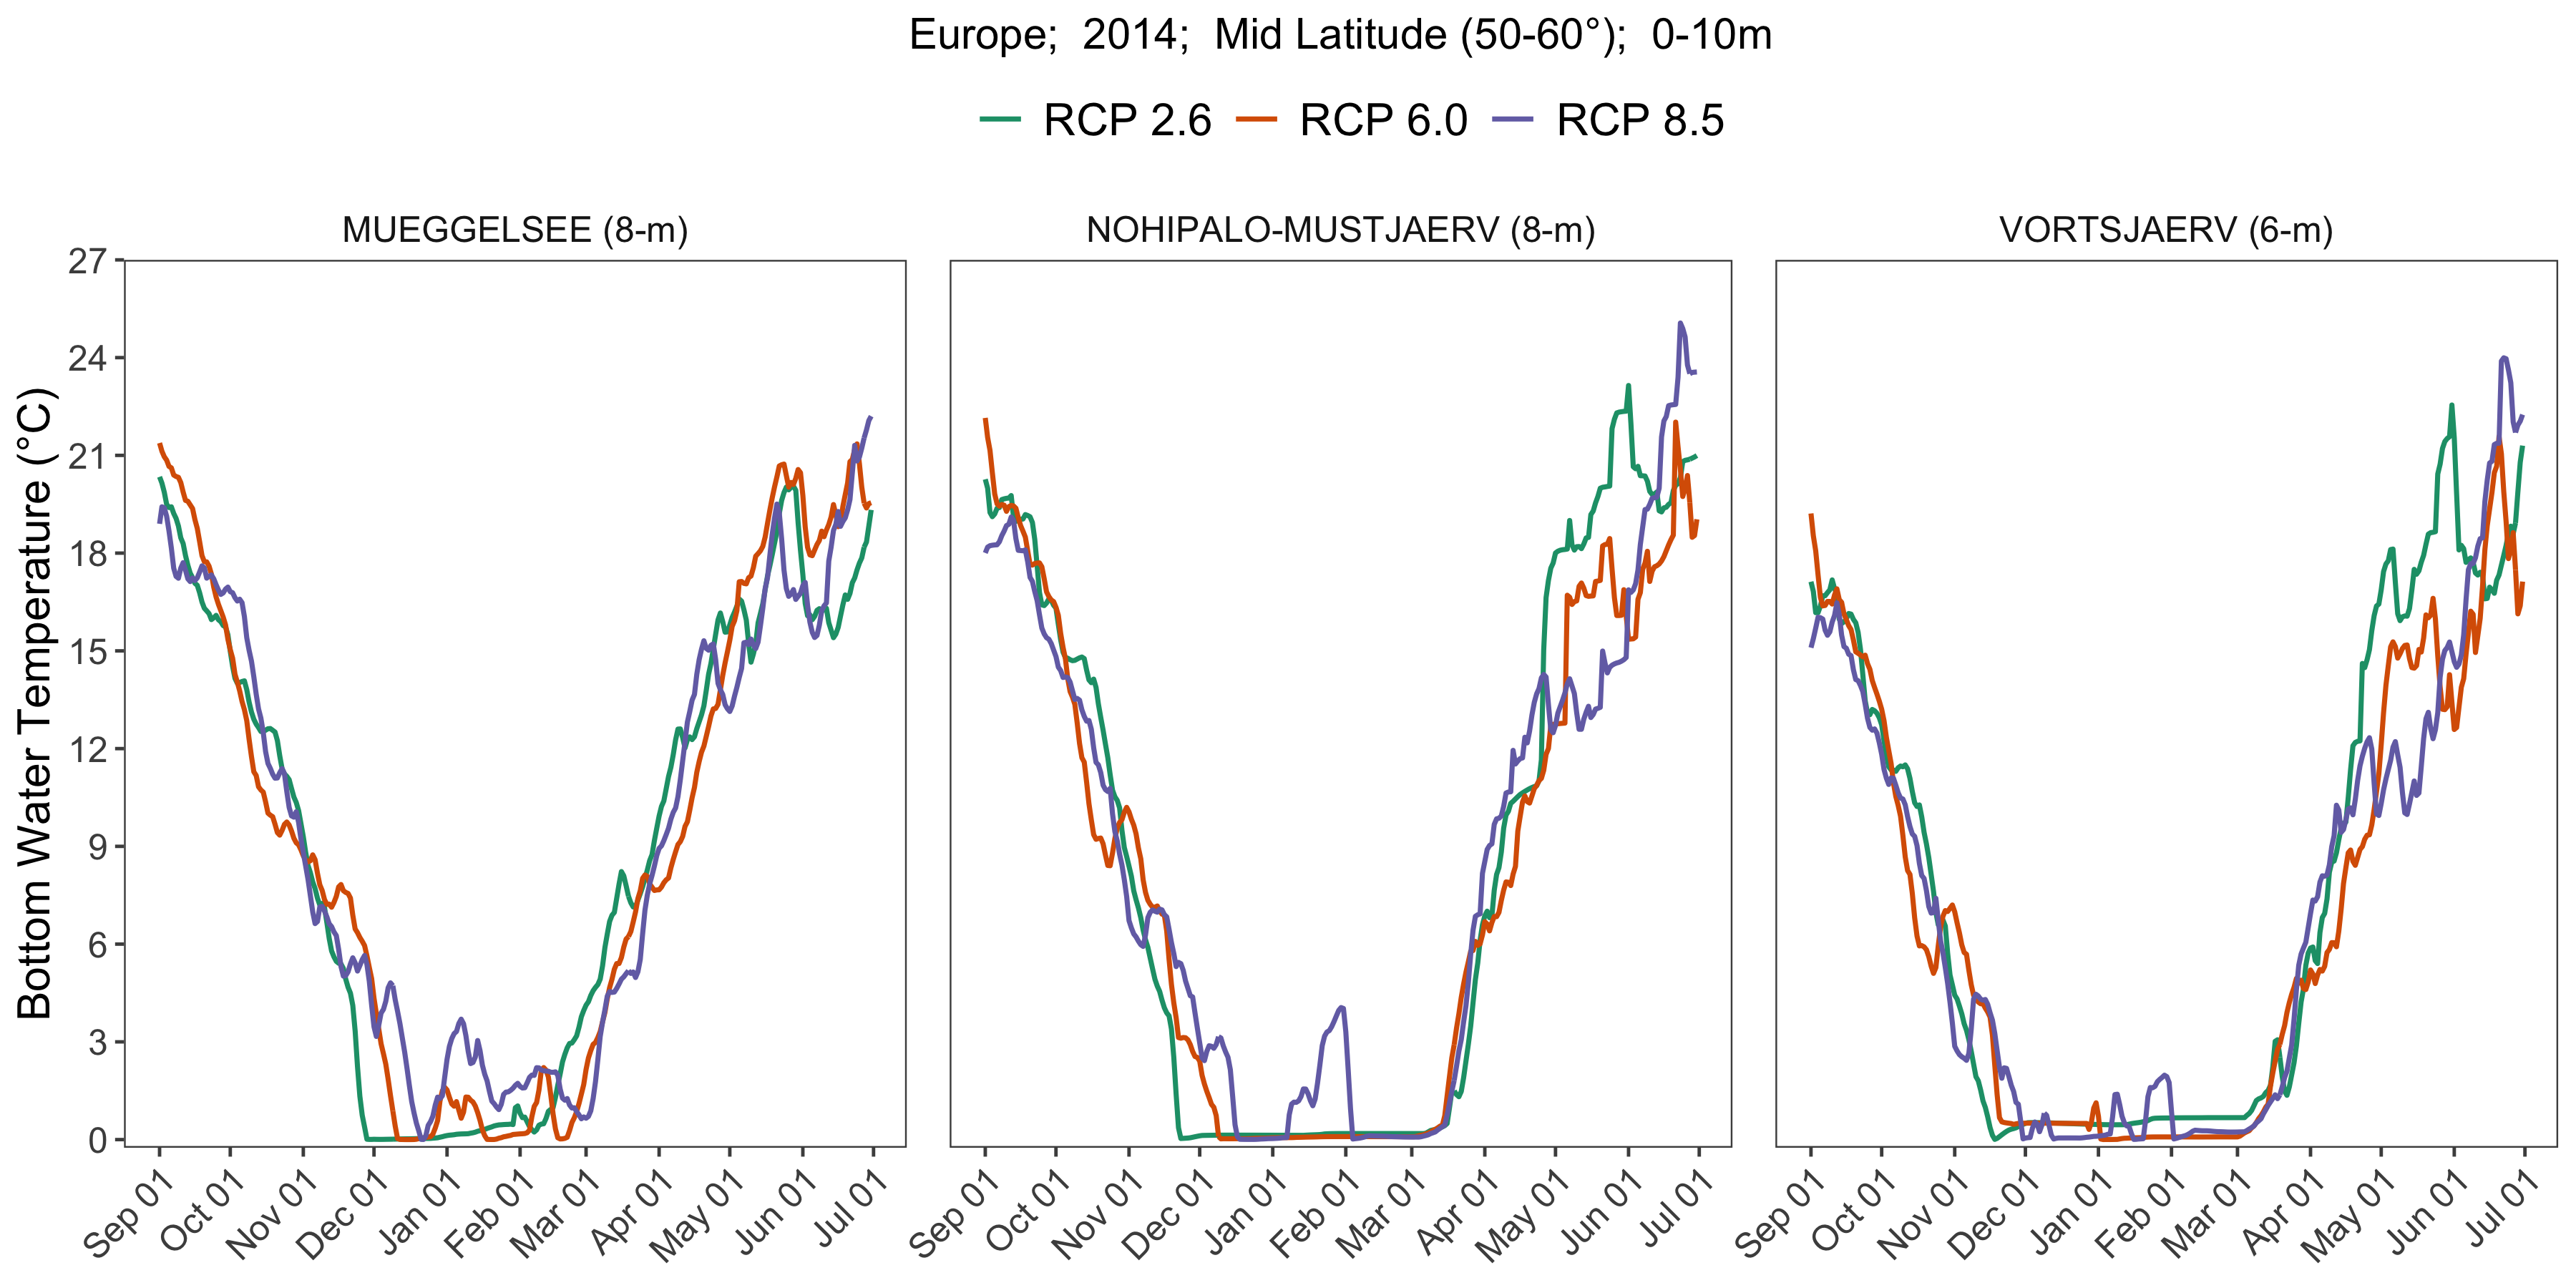 Europe;  2014;  Mid Latitude (50-60°);  0-10m
RCP 2.6 RCP 6.0 RCP 8.5
MUEGGELSEE (8-m) NOHIPALO-MUSTJAERV (8-m) VORTSJAERV (6-m)
Bottom Water Temperature (°C)
27
24
21
18
15
12
9
6
3
0
Sep 01 Oct 01 Nov 01 Dec 01 Jan 01 Feb 01 Mar 01 Apr 01 May 01 Jun 01 Jul 01
Sep 01 Oct 01 Nov 01 Dec 01 Jan 01 Feb 01 Mar 01 Apr 01 May 01 Jun 01 Jul 01
Sep 01 Oct 01 Nov 01 Dec 01 Jan 01 Feb 01 Mar 01 Apr 01 May 01 Jun 01 Jul 01